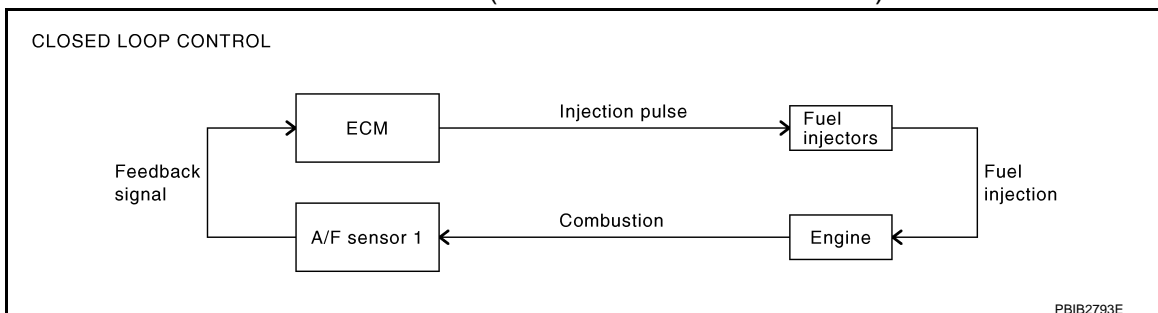 CLOSED LOOP CONTROL
ECM
Injection pulse
Fuel
injectors
Feedback
signal
Fuel
injection
A/F sensor 1
Combustion
Engine
PBIB2793E